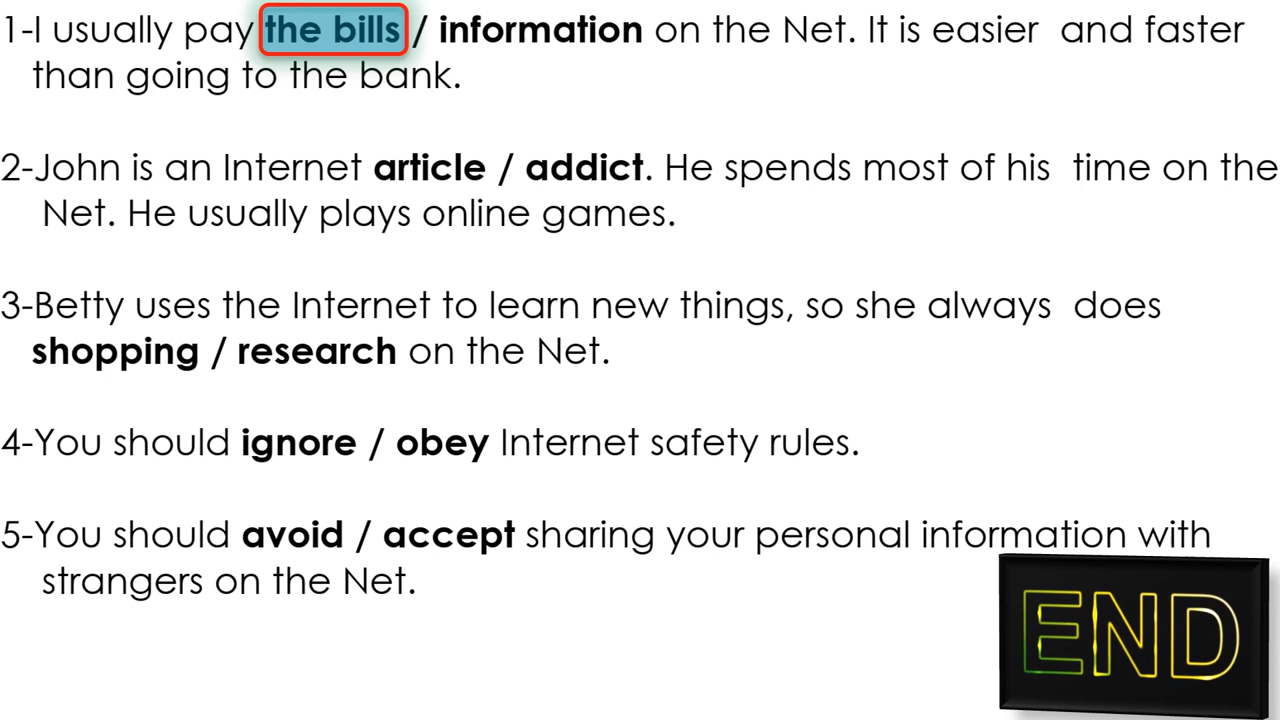 1-I usually pay the bills / information on the Net. It is easier and faster
than going to the bank.
2-John is an Internet article / addict. He spends most of his time on the
Net. He usually plays online games.
3-Betty uses the Internet to learn new things, so she always does
shopping / research on the Net.
4-You should ignore / obey Internet safety rules.
5-You should avoid / accept sharing your personal information with
strangers on the Net.
END